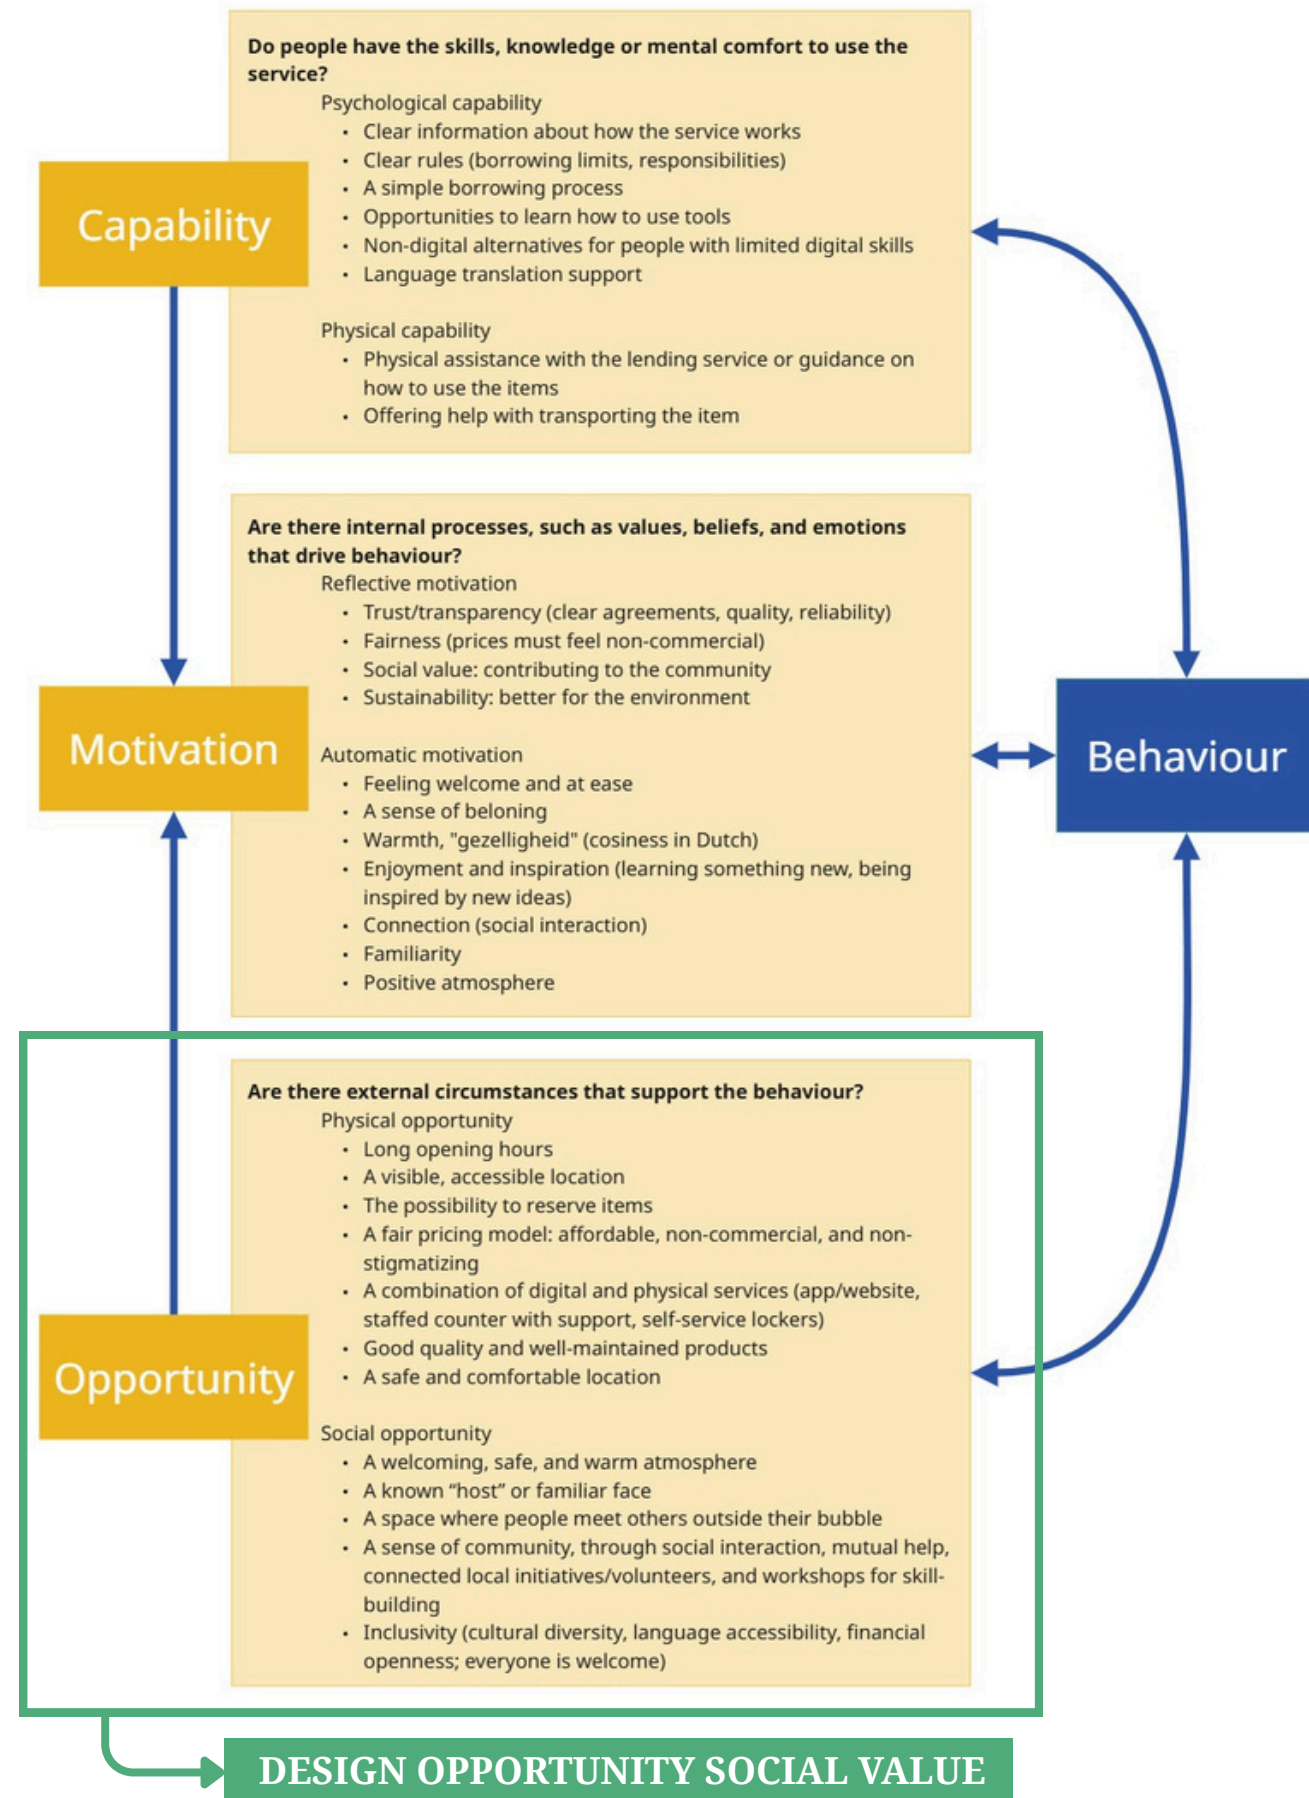 Do people have the skills, knowledge or mental comfort to use the
service?
Psychological capability
• Clear information about how the service works
• Clear rules (borrowing limits, responsibilities)
• A simple borrowing process
• Opportunities to learn how to use tools
• Non-digital alternatives for people with limited digital skills
• Language translation support
Physical capability
• Physical assistance with the lending service or guidance on
how to use the items
• Offering help with transporting the item
Capability
Are there internal processes, such as values, beliefs, and emotions
that drive behaviour?
Reflective motivation
• Trust/transparency (clear agreements, quality, reliability)
• Fairness (prices must feel non-commercial)
• Social value: contributing to the community
• Sustainability: better for the environment
Automatic motivation
• Feeling welcome and at ease
• A sense of beloning
• Warmth, "gezelligheid" (cosiness in Dutch)
• Enjoyment and inspiration (learning something new, being
inspired by new ideas)
• Connection (social interaction)
• Familiarity
• Positive atmosphere
Motivation
Behaviour
Are there external circumstances that support the behaviour?
Physical opportunity
• Long opening hours
• A visible, accessible location
• The possibility to reserve items
• A fair pricing model: affordable, non-commercial, and non-
stigmatizing
• A combination of digital and physical services (app/website,
staffed counter with support, self-service lockers)
• Good quality and well-maintained products
• A safe and comfortable location
Social opportunity
• A welcoming, safe, and warm atmosphere
• A known “host” or familiar face
• A space where people meet others outside their bubble
• A sense of community, through social interaction, mutual help,
connected local initiatives/volunteers, and workshops for skill-
building
• Inclusivity (cultural diversity, language accessibility, financial
openness; everyone is welcome)
Opportunity
DESIGN OPPORTUNITY SOCIAL VALUE